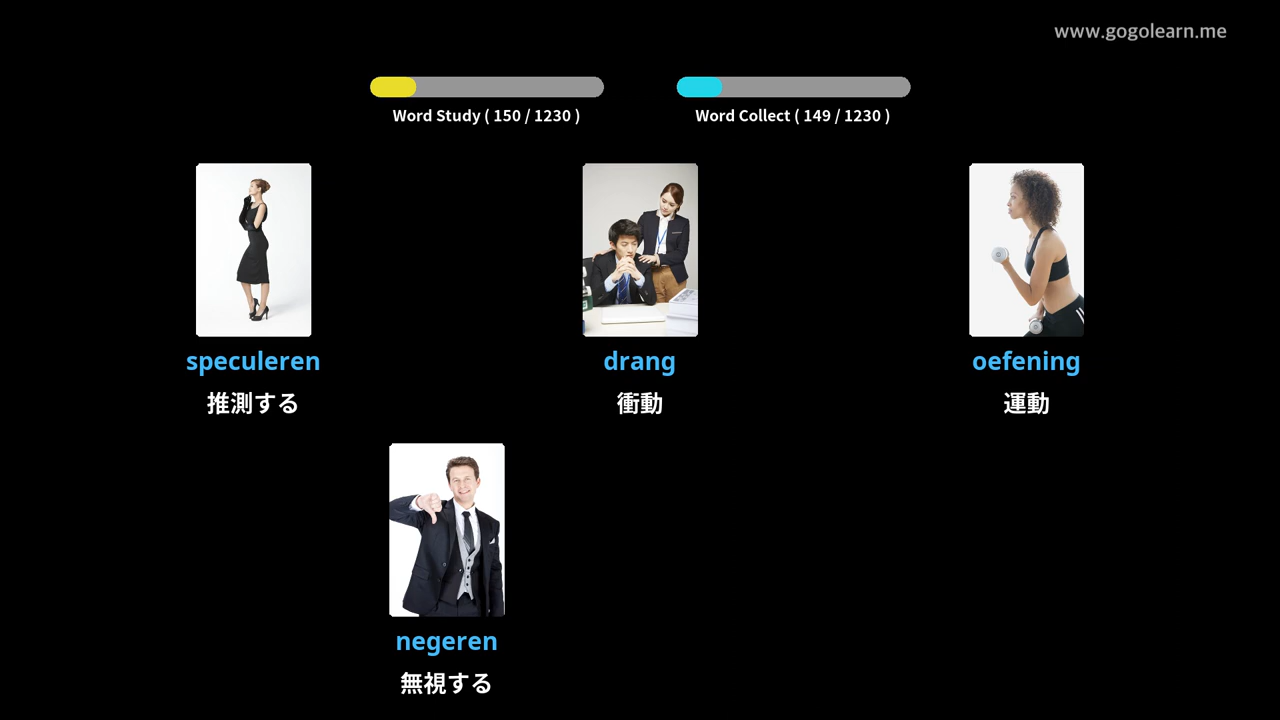 www.gogolearn.me
Word Study ( 150 / 1230 )
Word Collect ( 149 / 1230 )
speculeren
drang
oefening
推測する
衝動
運動
negeren
無視する